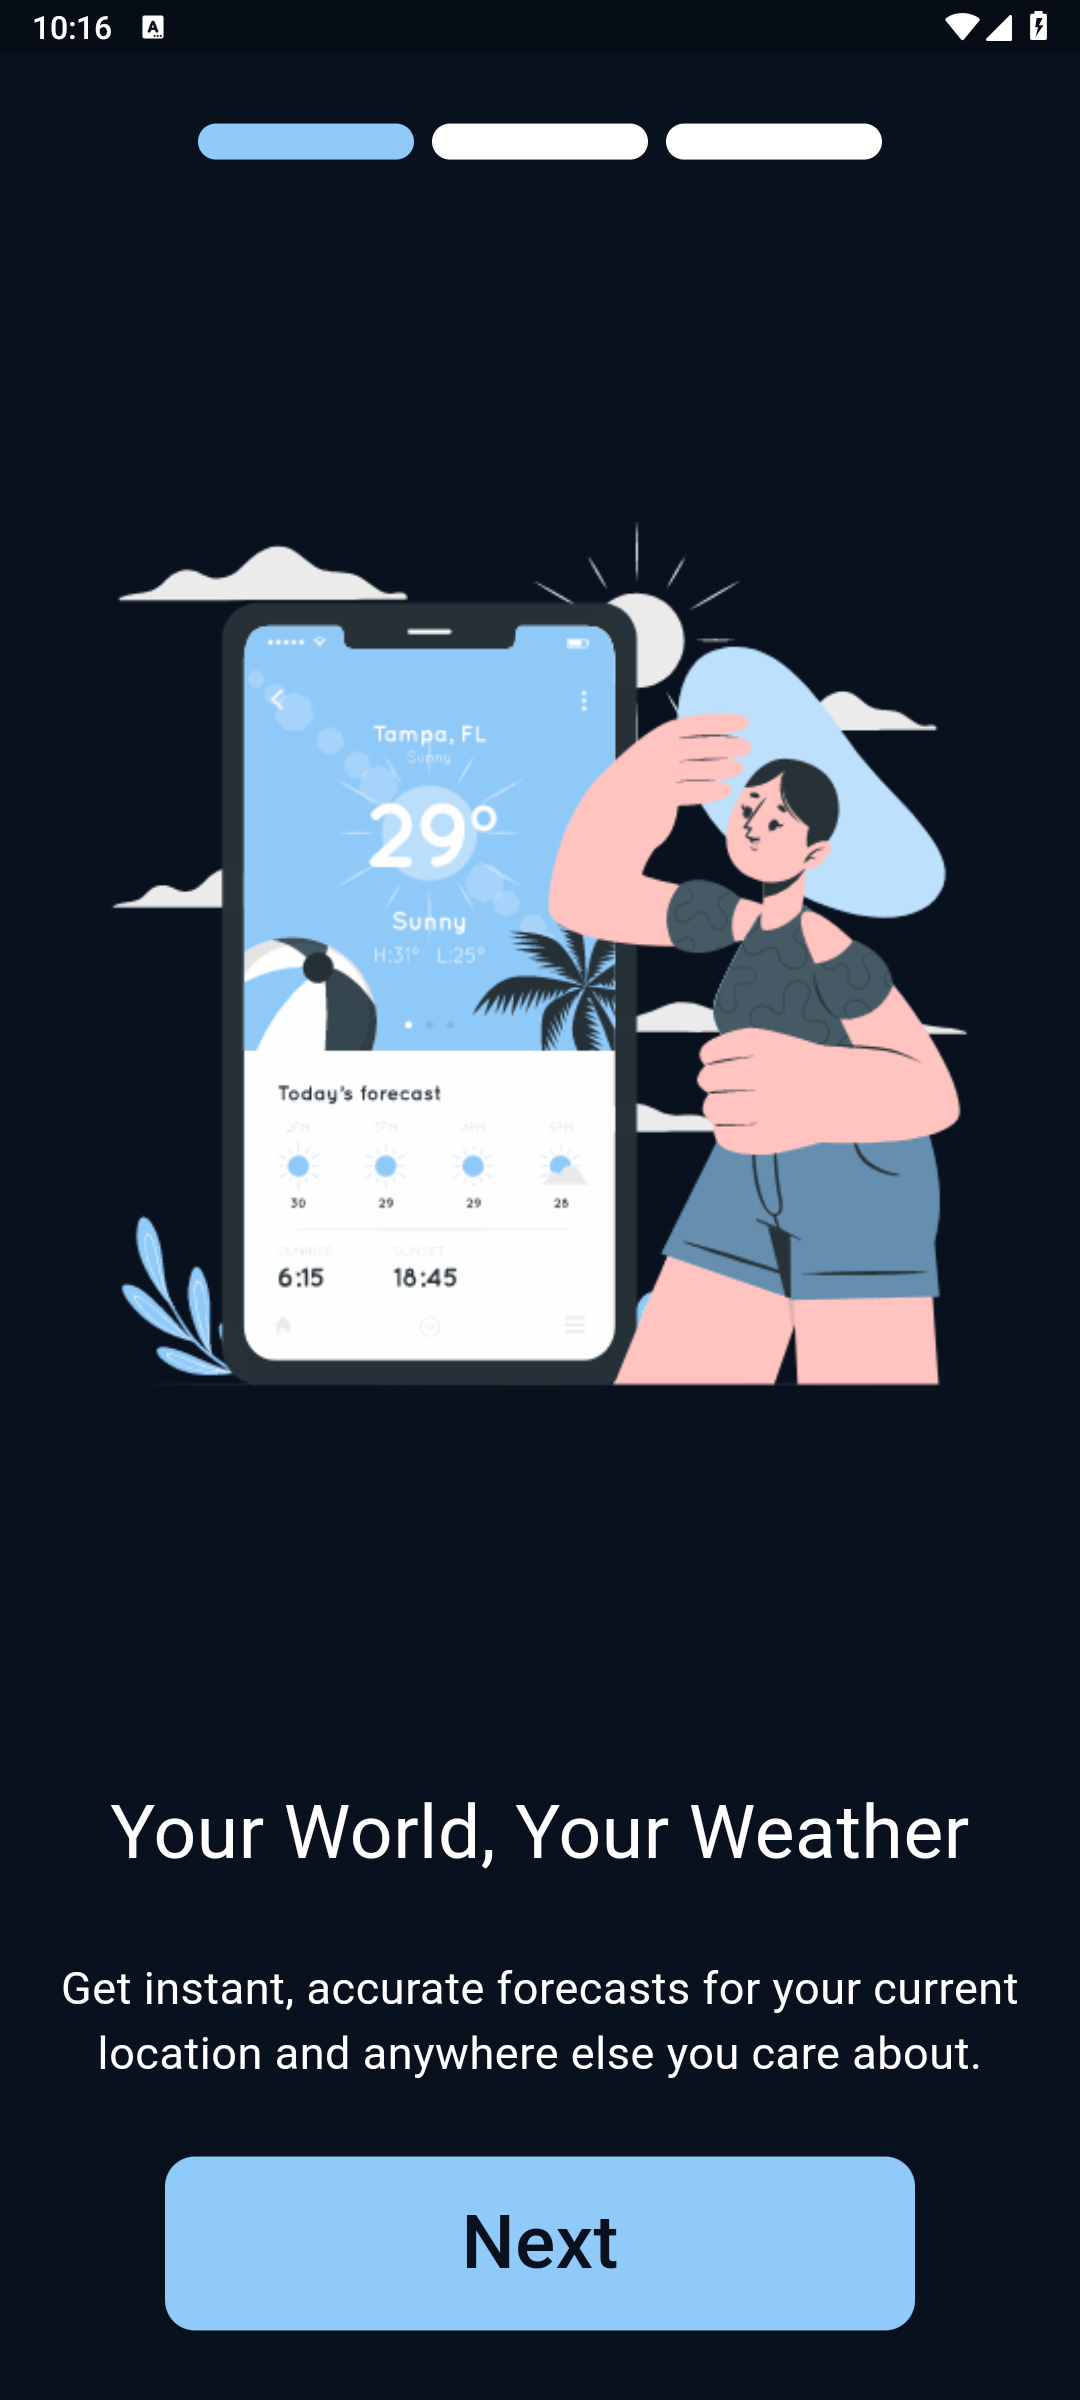 10:16
Tampa, FL
Sunny
29°
Sunny
H:31° L:25°
Today's forecast
2PM 3PM 4PM 5PM
30 29 29 28
SUNRISE SUNSET
6:15 18:45
Your World, Your Weather
Get instant, accurate forecasts for your current
location and anywhere else you care about.
Next